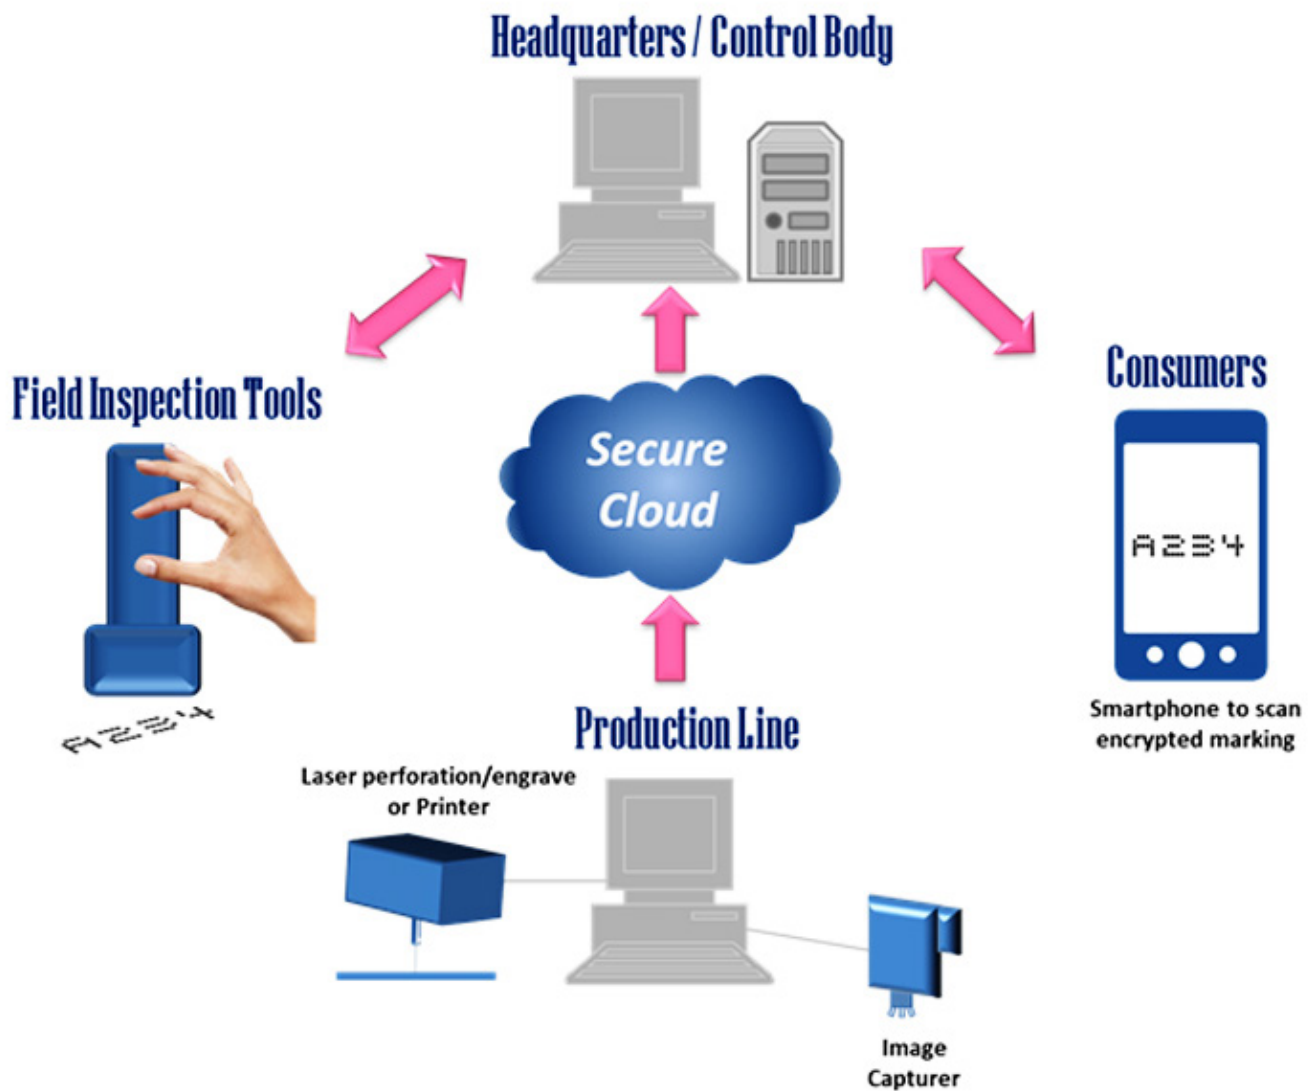 Headquarters / Control Body
Field Inspection Tools
A234
Secure
Cloud
Consumers
A234
Smartphone to scan
encrypted marking
Production Line
Laser perforation/engrave
or Printer
Image
Capturer